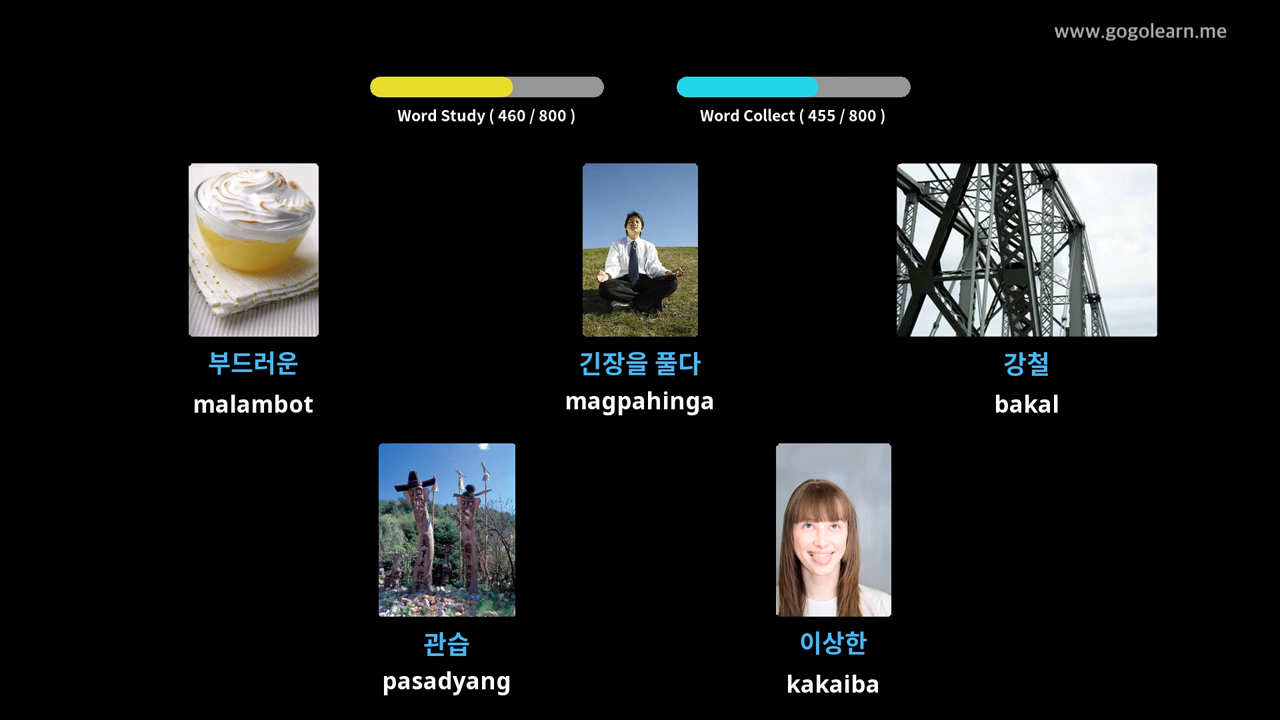 www.gogolearn.me
Word Study ( 460 / 800 )
Word Collect ( 455 / 800 )
부드러운
malambot
긴장을 풀다
magpahinga
강철
bakal
관습
pasadyang
이상한
kakaiba